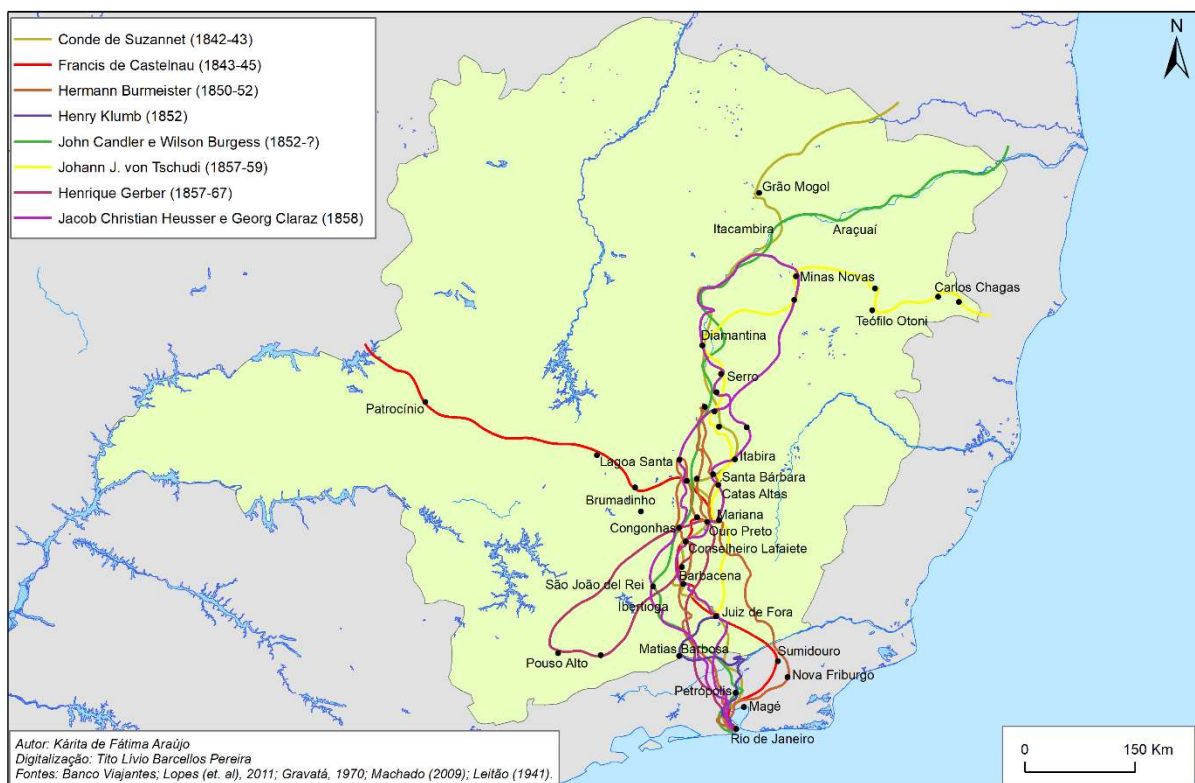 Conde de Suzannet (1842-43)
Francis de Castelnau (1843-45)
Hermann Burmeister (1850-52)
Henry Klumb (1852)
John Candler e Wilson Burgess (1852-?)
Johann J. von Tschudi (1857-59)
Henrique Gerber (1857-67)
Jacob Christian Heusser e Georg Claraz (1858)
N
Grão Mogol
Itacambira
Araçuaí
Minas Novas
Carlos Chagas
Teófilo Otoni
Diamantina
Serro
Patrocínio
Lagoa Santa
Itabira
Santa Bárbara
Catas Altas
Brumadinho
Mariana
Congonhas
Ouro Preto
Conselheiro Lafaiete
Barbacena
São João del Rei
Ibertioga
Juiz de Fora
Pouso Alto
Matias Barbosa
Sumidouro
Nova Friburgo
Petrópolis
Magé
Rio de Janeiro
0 150 Km
Autor: Kárita de Fátima Araújo
Digitalização: Tito Lívio Barcellos Pereira
Fontes: Banco Viajantes; Lopes (et. al), 2011; Gravatá, 1970; Machado (2009); Leitão (1941).